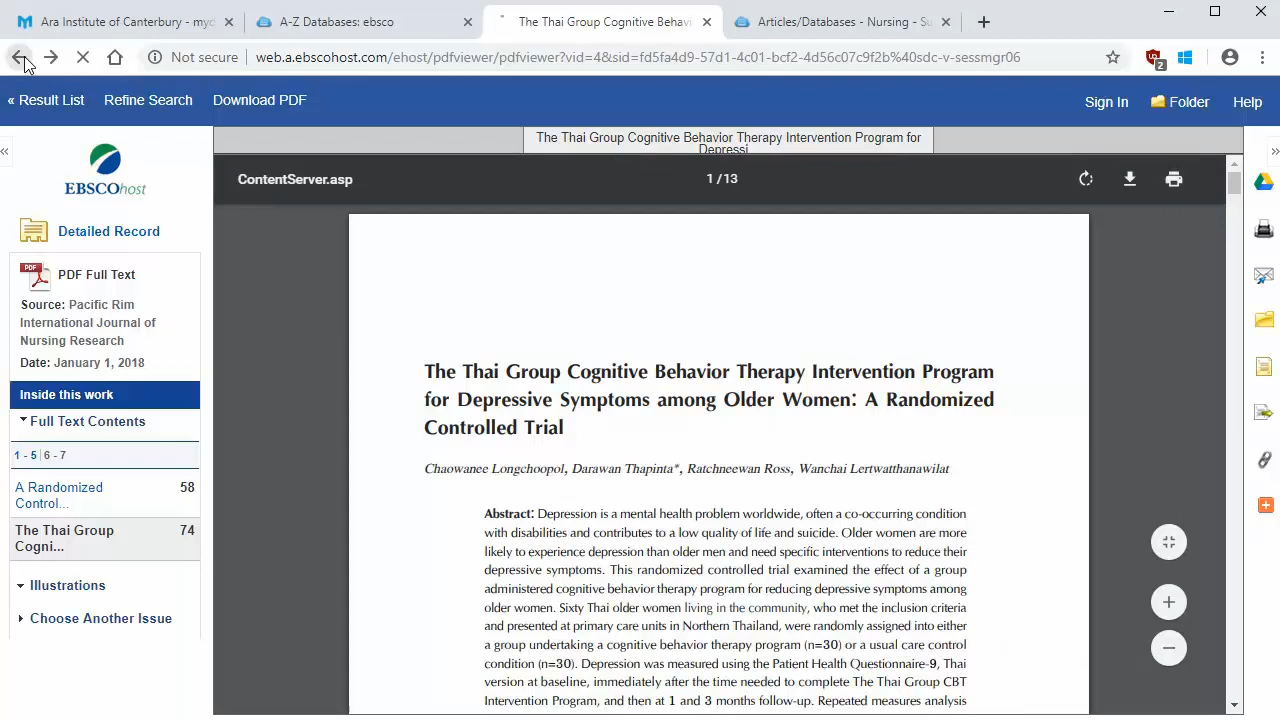 Ara Institute of Canterbury - myc
A-Z Databases: ebsco
The Thai Group Cognitive Behavi
Articles/Databases - Nursing - Su
Not secure
web.a.ebscohost.com/ehost/pdfviewer/pdfviewer?vid=4&sid=fd5fa4d9-57d1-4c01-bcf2-4d56c07c9f2b%40sdc-v-sessmgr06
2
« Result List
Refine Search
Download PDF
Sign In
Folder
Help
The Thai Group Cognitive Behavior Therapy Intervention Program for
Depressi
EBSCOhost
ContentServer.asp
1 / 13
Detailed Record
PDF
PDF Full Text
Source: Pacific Rim
International Journal of
Nursing Research
Date: January 1, 2018
Inside this work
Full Text Contents
1 - 5 | 6 - 7
A Randomized
Control...
58
The Thai Group
Cogni...
74
Illustrations
Choose Another Issue
The Thai Group Cognitive Behavior Therapy Intervention Program
for Depressive Symptoms among Older Women: A Randomized
Controlled Trial
Chaowanee Longchoopol, Darawan Thapinta*, Ratchneewan Ross, Wanchai Lertwatthanawilat
Abstract: Depression is a mental health problem worldwide, often a co-occurring condition
with disabilities and contributes to a low quality of life and suicide. Older women are more
likely to experience depression than older men and need specific interventions to reduce their
depressive symptoms. This randomized controlled trial examined the effect of a group
administered cognitive behavior therapy program for reducing depressive symptoms among
older women. Sixty Thai older women living in the community, who met the inclusion criteria
and presented at primary care units in Northern Thailand, were randomly assigned into either
a group undertaking a cognitive behavior therapy program (n=30) or a usual care control
condition (n=30). Depression was measured using the Patient Health Questionnaire-9, Thai
version at baseline, immediately after the time needed to complete The Thai Group CBT
Intervention Program, and then at 1 and 3 months follow-up. Repeated measures analysis